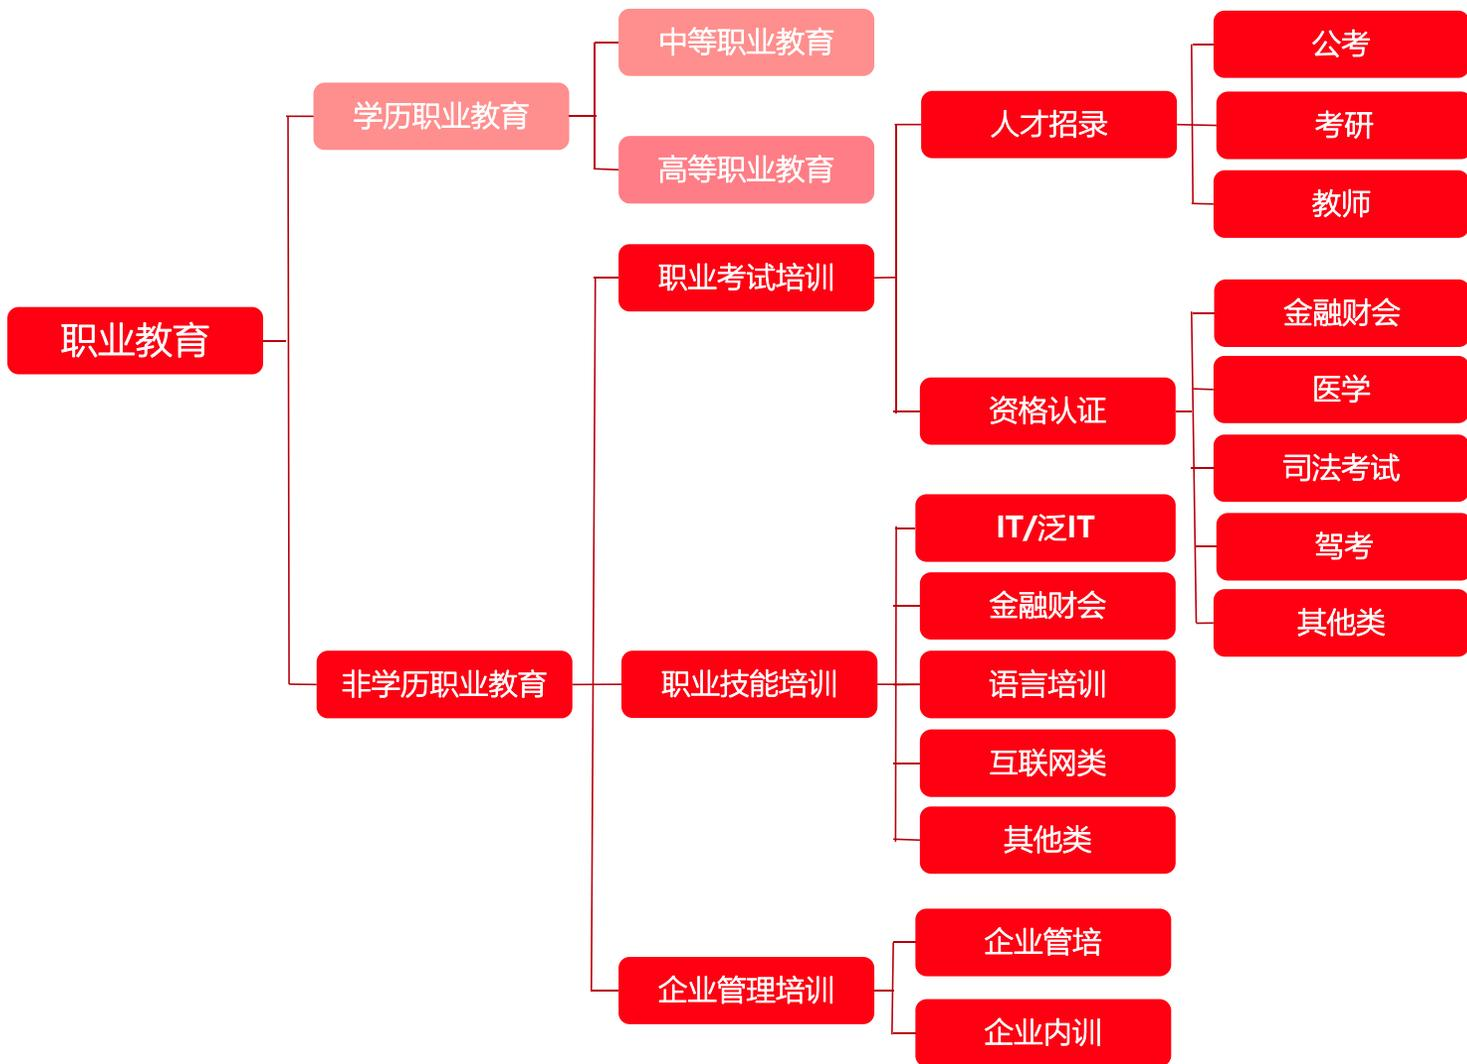 职业教育
学历职业教育
中等职业教育
高等职业教育
非学历职业教育
职业考试培训
人才招录
公考
考研
教师
资格认证
金融财会
医学
司法考试
驾考
其他类
职业技能培训
IT/泛IT
金融财会
语言培训
互联网类
其他类
企业管理培训
企业管培
企业内训